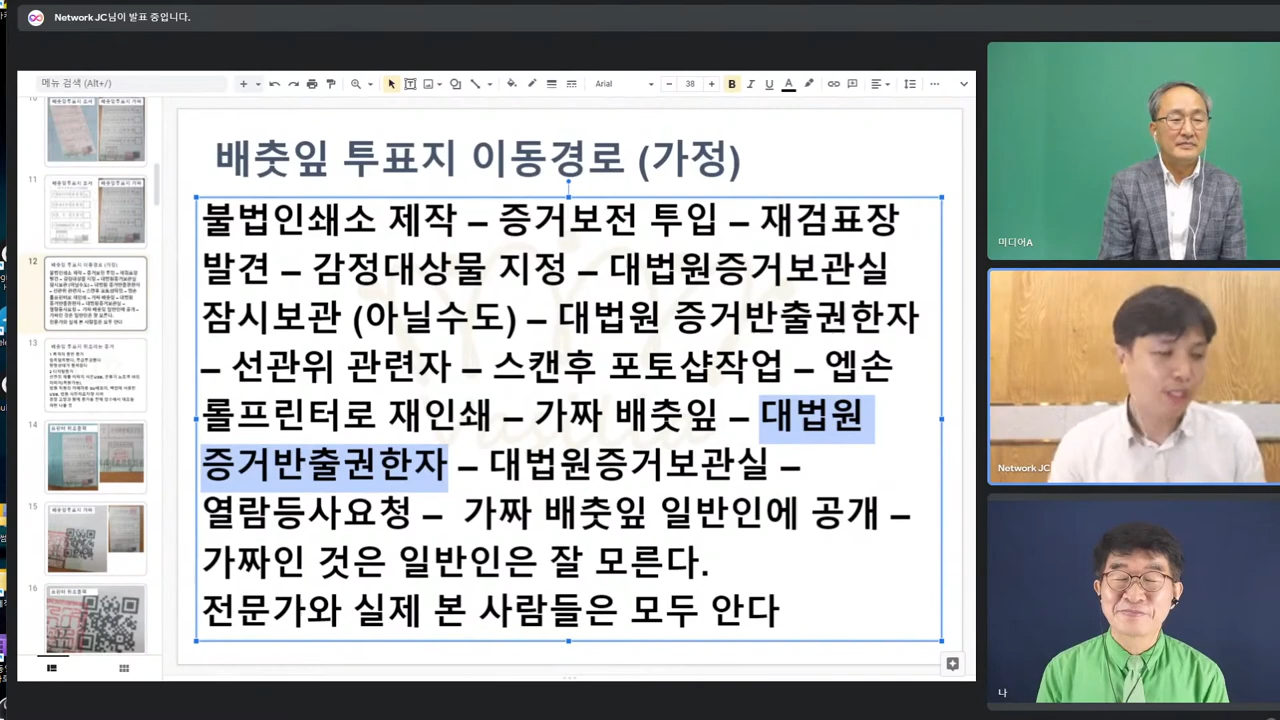 Network JC님이 발표 중입니다.
메뉴 검색 (Alt+/)
Arial
38
B
I
U
A
11
12
13
14
15
16
배춧잎 투표지 이동경로 (가정)
불법인쇄소 제작 – 증거보전 투입 – 재검표장
발견 – 감정대상물 지정 – 대법원증거보관실
잠시보관 (아닐수도) – 대법원 증거반출권한자
– 선관위 관련자 – 스캔후 포토샵작업 – 엡손
롤프린터로 재인쇄 – 가짜 배춧잎 – 대법원
증거반출권한자 – 대법원증거보관실 –
열람등사요청 – 가짜 배춧잎 일반인에 공개 –
가짜인 것은 일반인은 잘 모른다.
전문가와 실제 본 사람들은 모두 안다
미디어A
Network JC
나